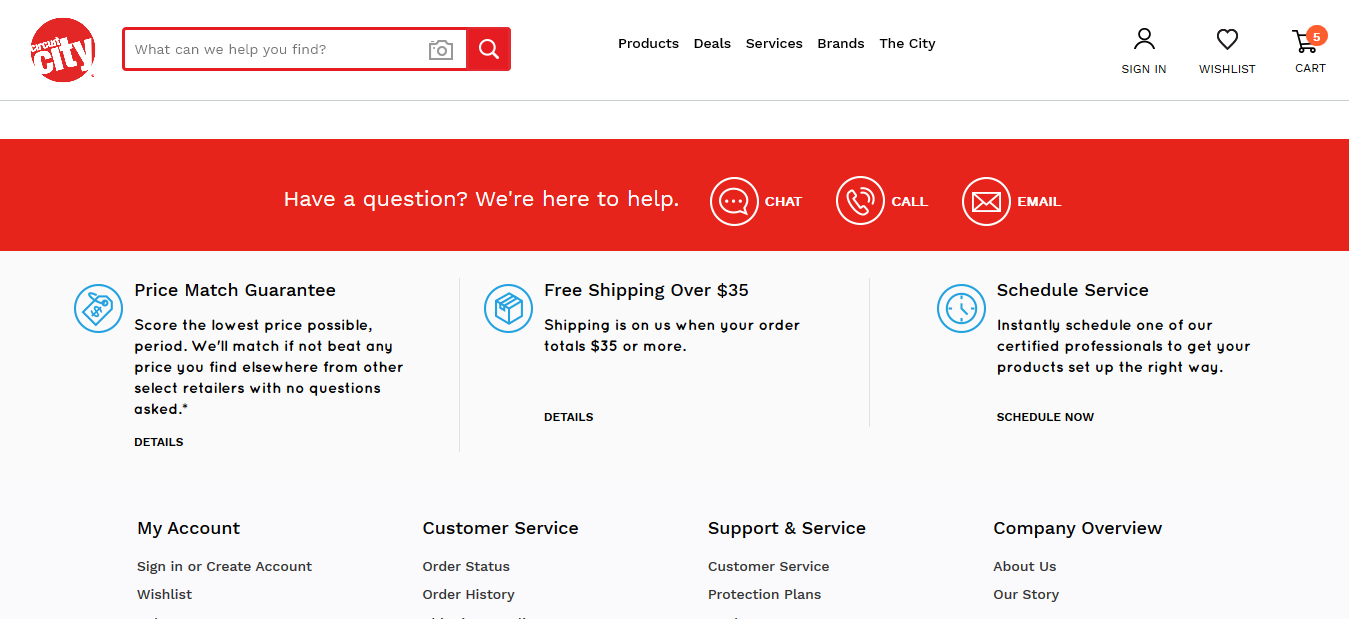 circuit city
What can we help you find?
Products Deals Services Brands The City
SIGN IN
WISHLIST
5
CART
Have a question? We're here to help.
CHAT
CALL
EMAIL
$
Price Match Guarantee
Score the lowest price possible,
period. We'll match if not beat any
price you find elsewhere from other
select retailers with no questions
asked.*
DETAILS
Free Shipping Over $35
Shipping is on us when your order
totals $35 or more.
DETAILS
Schedule Service
Instantly schedule one of our
certified professionals to get your
products set up the right way.
SCHEDULE NOW
My Account
Sign in or Create Account
Wishlist
Customer Service
Order Status
Order History
Support & Service
Customer Service
Protection Plans
Company Overview
About Us
Our Story